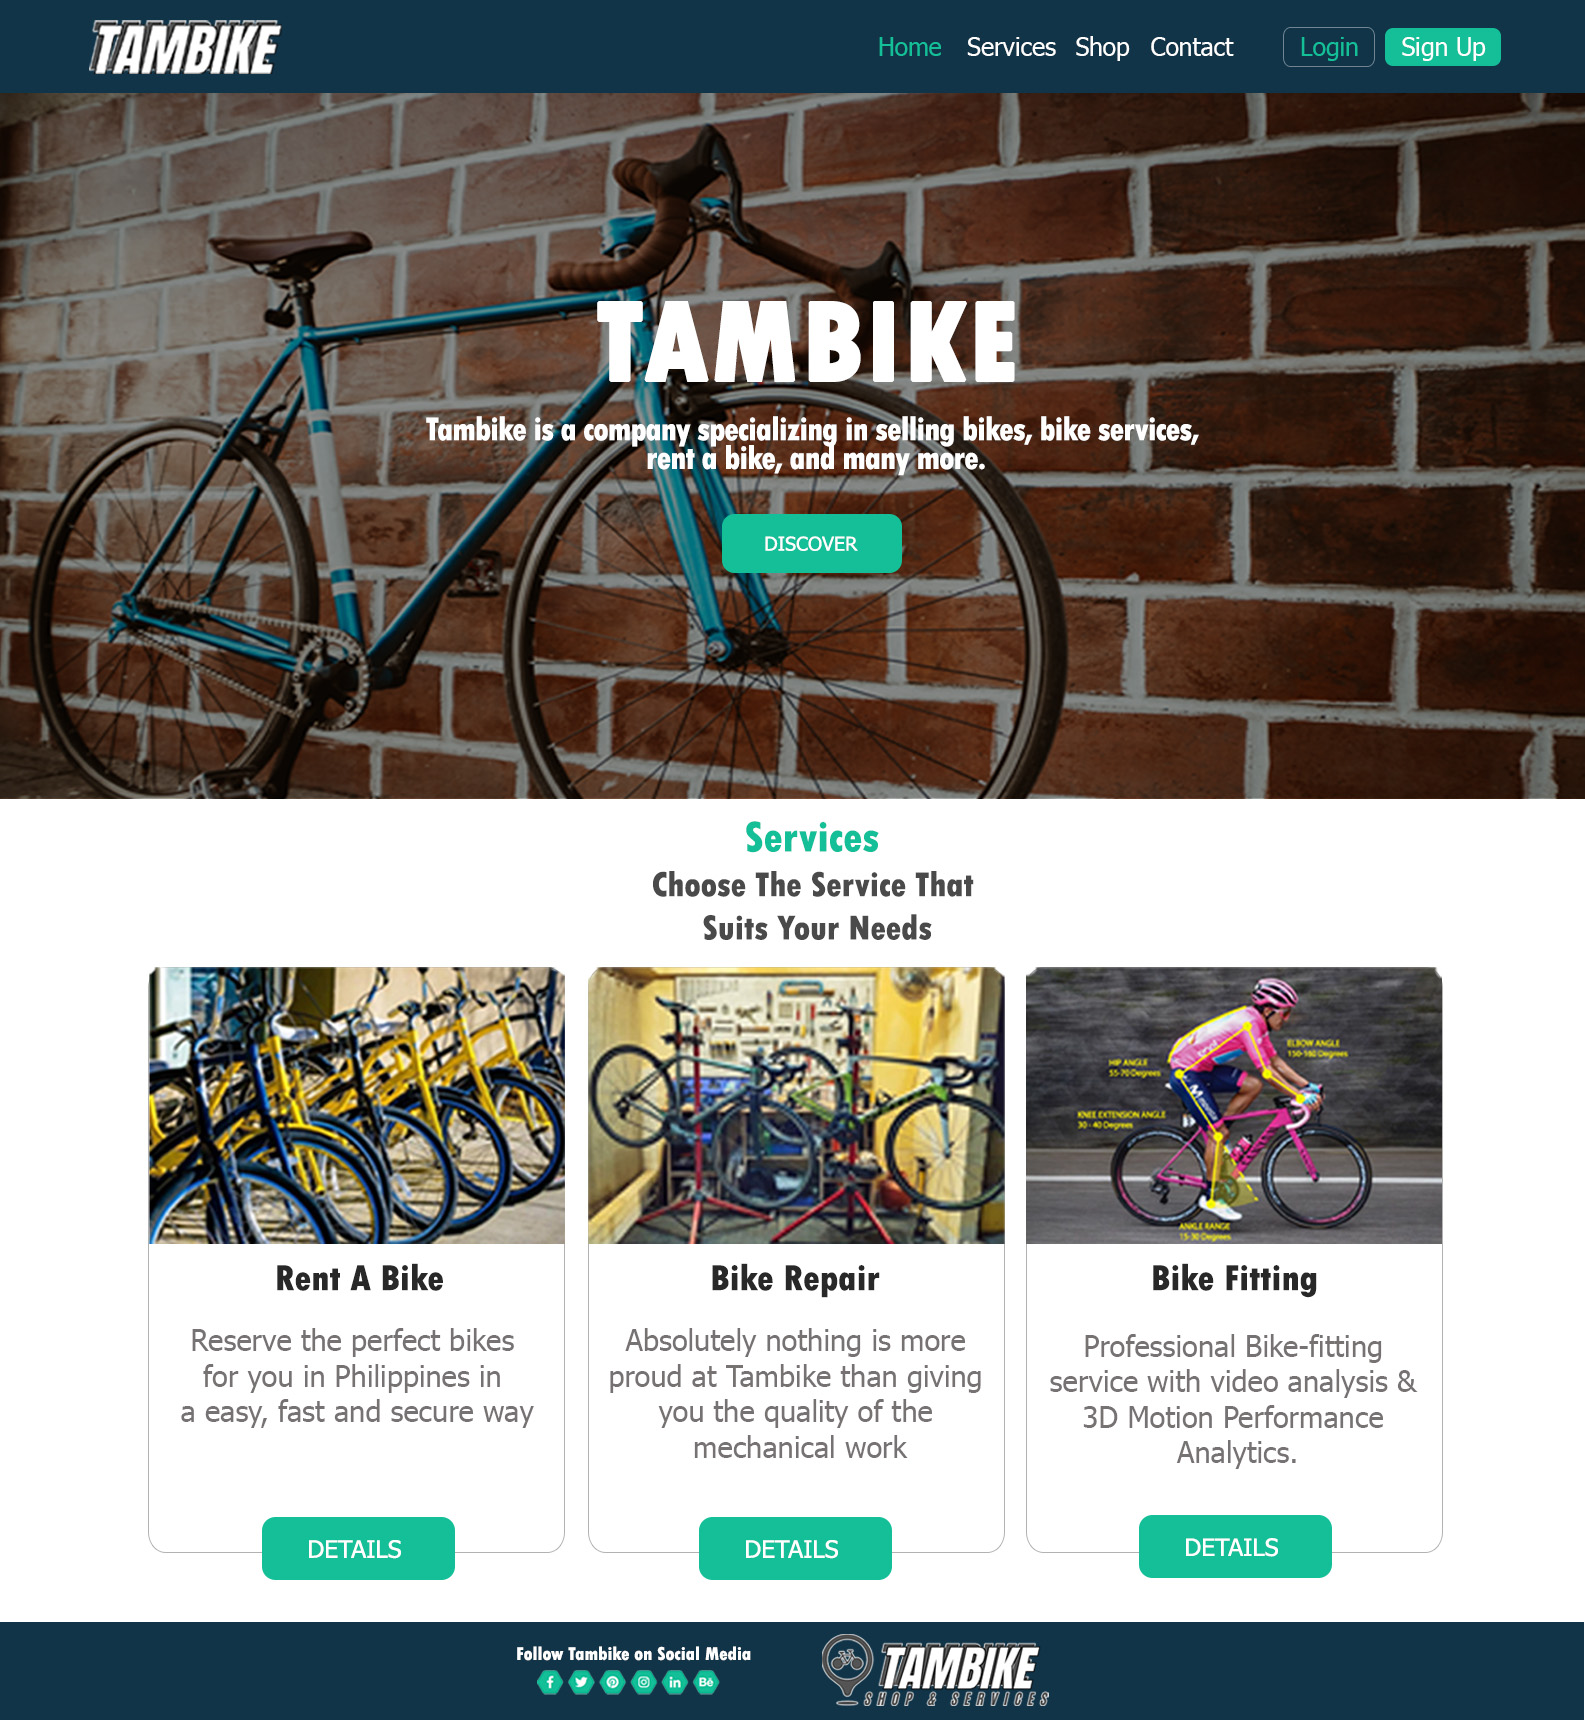 TAMBIKE
Home Services Shop Contact Login Sign Up
TAMBIKE
Tambike is a company specializing in selling bikes, bike services,
rent a bike, and many more.
DISCOVER
Services
Choose The Service That
Suits Your Needs
HIP ANGLE
55-70 Degrees
ELBOW ANGLE
150-160 Degrees
KNEE EXTENSION ANGLE
30 - 40 Degrees
ANKLE RANGE
15-30 Degrees
Rent A Bike
Reserve the perfect bikes
for you in Philippines in
a easy, fast and secure way
DETAILS
Bike Repair
Absolutely nothing is more
proud at Tambike than giving
you the quality of the
mechanical work
DETAILS
Bike Fitting
Professional Bike-fitting
service with video analysis &
3D Motion Performance
Analytics.
DETAILS
Follow Tambike on Social Media
TAMBIKE
SHOP & SERVICES